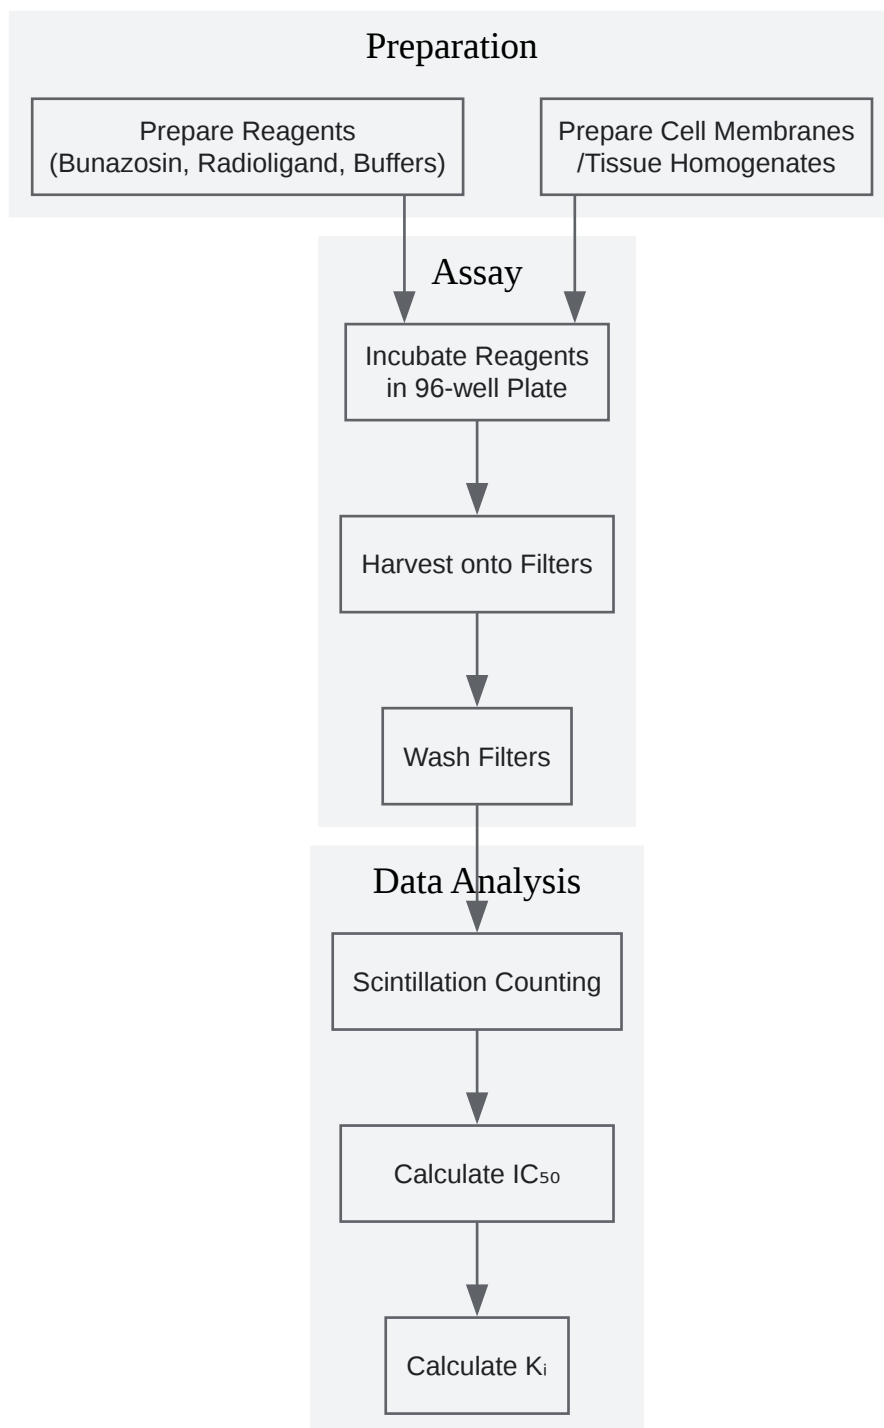 Preparation
Prepare Reagents
(Bunazosin, Radioligand, Buffers)
Prepare Cell Membranes
/Tissue Homogenates
Assay
Incubate Reagents
in 96-well Plate
Harvest onto Filters
Wash Filters
Data Analysis
Scintillation Counting
Calculate IC₅₀
Calculate Kᵢ